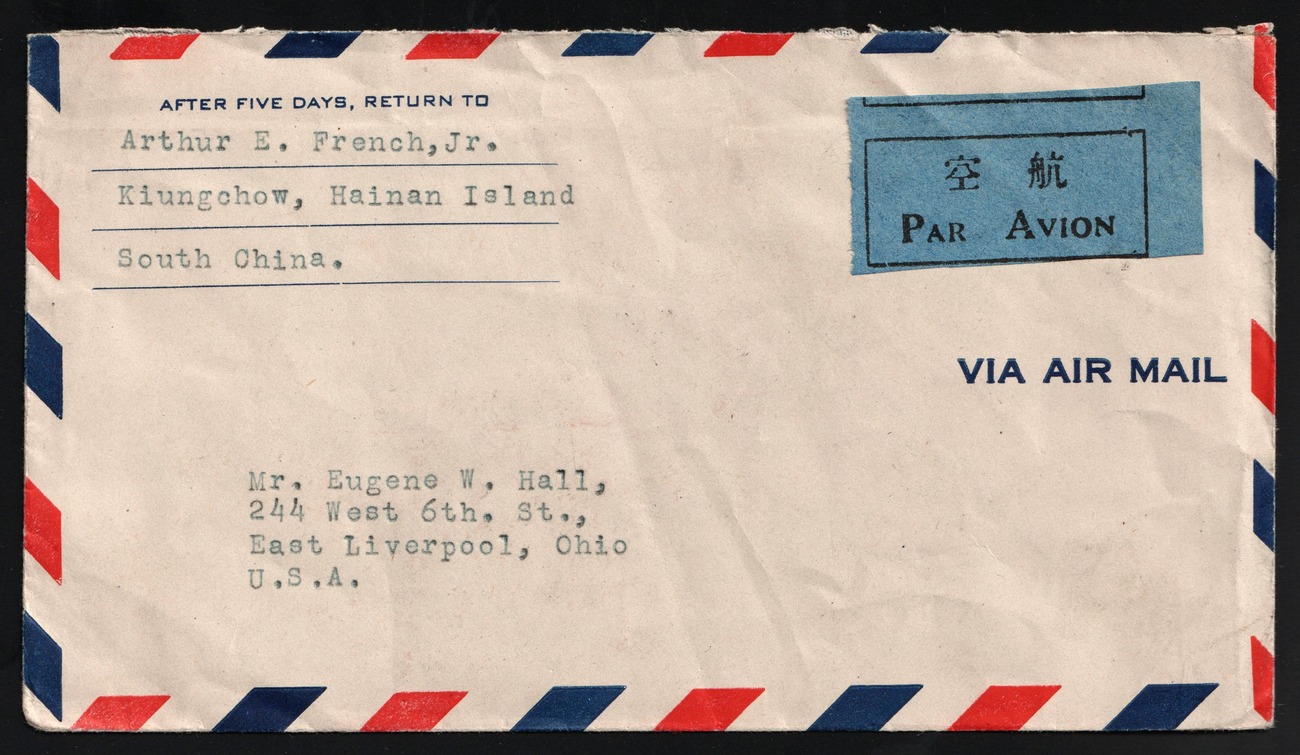 AFTER FIVE DAYS, RETURN TO
Arthur E. French,Jr.
Kiungchow, Hainan Island
South China.
空 航
PAR AVION
VIA AIR MAIL
Mr. Eugene W. Hall,
244 West 6th. St.,
East Liverpool, Ohio
U.S.A.